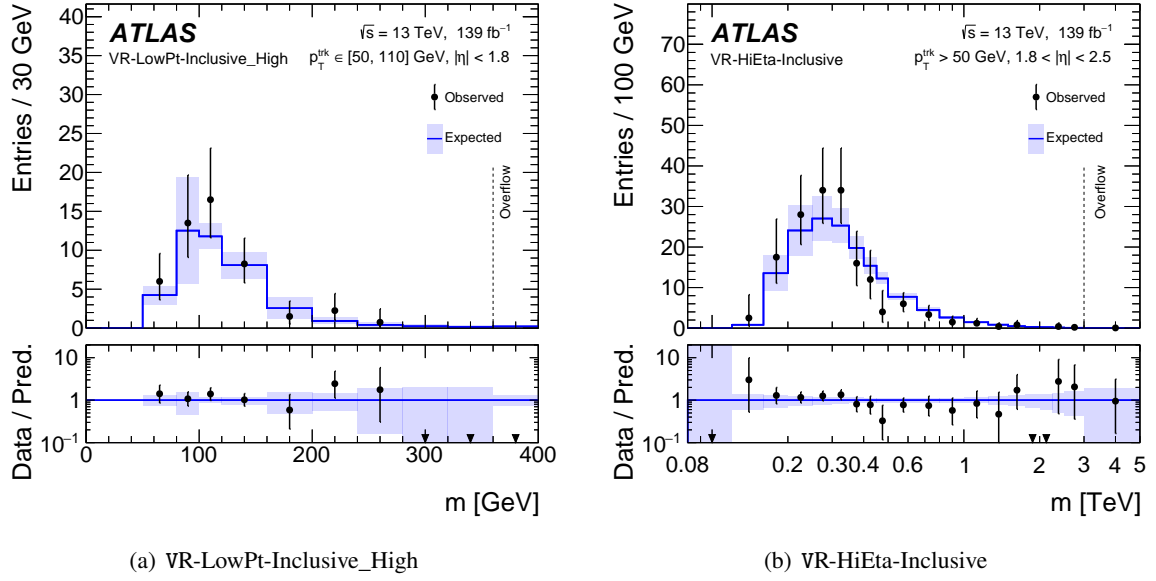 Entries / 30 GeV
40
35
30
25
20
15
10
5
0
ATLAS
√s = 13 TeV, 139 fb⁻¹
VR-LowPt-Inclusive_High
p_T^trk ∈ [50, 110] GeV, |η| < 1.8
Observed
Expected
Overflow
Data / Pred.
10
1
10⁻¹
0 100 200 300 400
m [GeV]
(a) VR-LowPt-Inclusive_High
Entries / 100 GeV
70
60
50
40
30
20
10
0
ATLAS
√s = 13 TeV, 139 fb⁻¹
VR-HiEta-Inclusive
p_T^trk > 50 GeV, 1.8 < |η| < 2.5
Observed
Expected
Overflow
Data / Pred.
10
1
10⁻¹
0.08 0.2 0.3 0.4 0.6 1 2 3 4 5
m [TeV]
(b) VR-HiEta-Inclusive